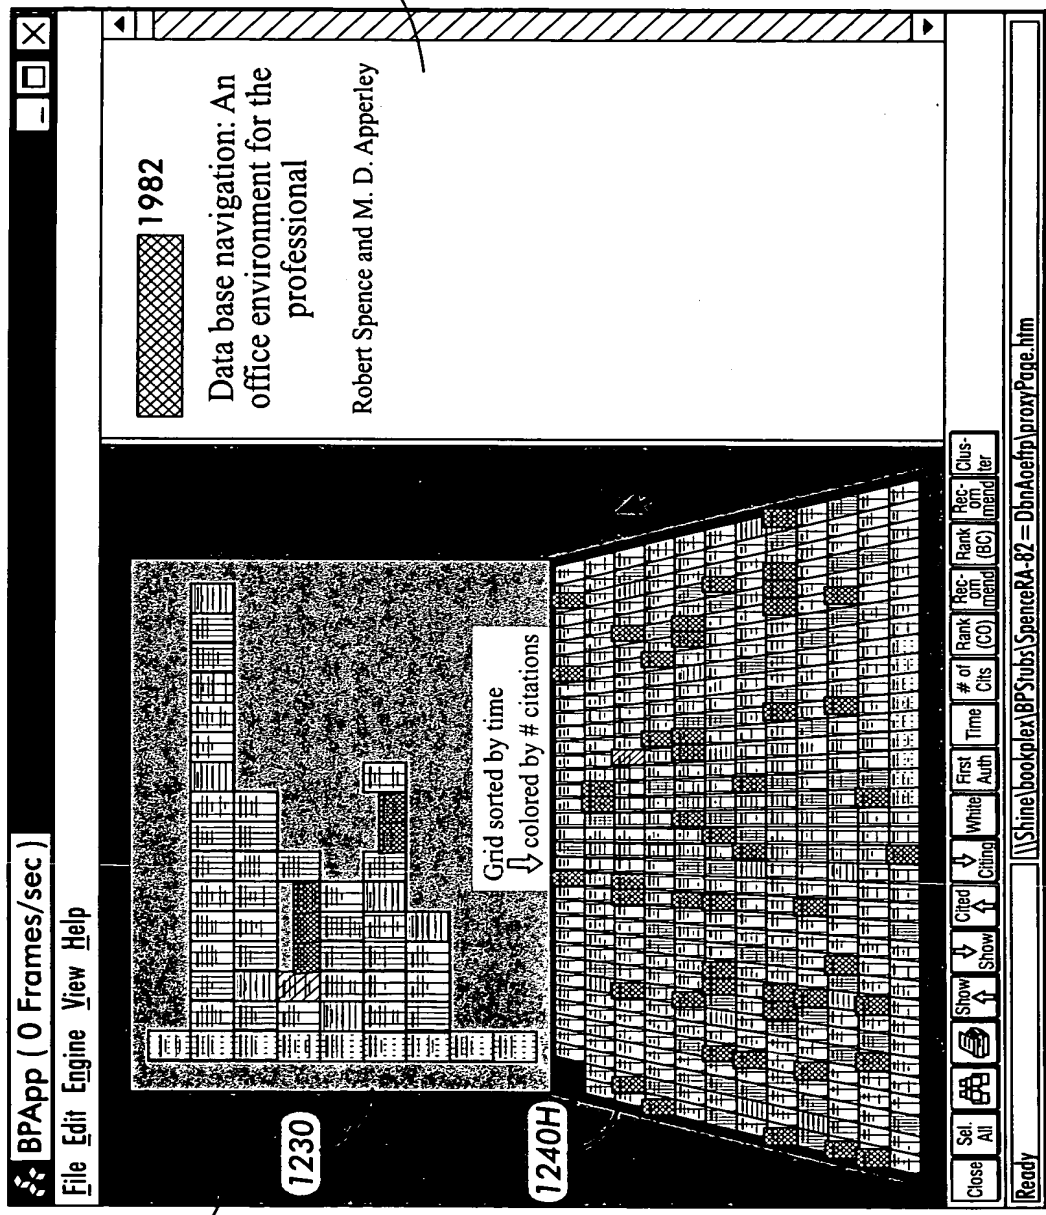 BPApp ( 0 Frames/sec )
File Edit Engine View Help
1230
1240H
Grid sorted by time
⇩ colored by # citations
1982
Data base navigation: An
office environment for the
professional
Robert Spence and M. D. Apperley
Close
Sel.
All
Show
Show
Cited
Citing
White
First
Auth
Time
# of
Cits
Rank
(CO)
Rec-
om
mend
Rank
(BC)
Rec-
om
mend
Clus-
ter
Ready
\\Shine\bookplex\BPStubs\SpenceRA-82 = DbnAoeftp\proxyPage.htm